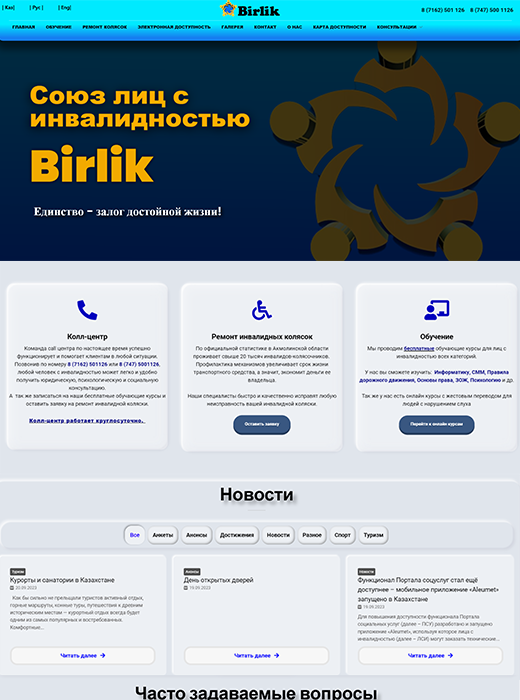 | Каз|
| Рус |
| Eng|
Birlik
8 (7162) 501 126
8 (747) 500 1126
ГЛАВНАЯ
ОБУЧЕНИЕ
РЕМОНТ КОЛЯСОК
ЭЛЕКТРОННАЯ ДОСТУПНОСТЬ
ГАЛЕРЕЯ
КОНТАКТ
О НАС
КАРТА ДОСТУПНОСТИ
КОНСУЛЬТАЦИИ
Союз лиц с
инвалидностью
Birlik
Единство – залог достойной жизни!
Колл-центр
Команда call центра по настоящее время успешно
функционирует и помогает клиентам в любой ситуации.
Позвонив по номеру 8 (7162) 501126 или 8 (747) 5001126,
любой человек с инвалидностью может легко и удобно
получить юридическую, психологическую и социальную
консультацию.
А так же записаться на наши бесплатные обучающие курсы и
оставить заявку на ремонт инвалидной коляски.
Колл-центр работает круглосуточно.
Ремонт инвалидных колясок
По официальной статистике в Акмолинской области
проживает свыше 20 тысяч инвалидов-колясочников.
Профилактика механизмов увеличивает срок жизни
транспортного средства, а значит, экономит деньги ее
владельца.
Наши специалисты быстро и качественно исправят любую
неисправность вашей инвалидной коляски.
Оставить заявку
Обучение
Мы проводим бесплатные обучающие курсы для лиц с
инвалидностью всех категорий.
У нас вы сможете изучить: Информатику, СММ, Правила
дорожного движения, Основы права, ЗОЖ, Психологию и др.
Так же у нас есть онлайн курсы с жестовым переводом для
людей с нарушением слуха
Перейти к онлайн курсам
Новости
Все
Анкеты
Анонсы
Достижения
Новости
Разное
Спорт
Туризм
Туризм
Курорты и санатории в Казахстане
20.09.2023
Как бы сильно не прельщали туристов активный отдых,
горные маршруты, конные туры, путешествия к древним
историческим местам – курортный отдых всегда будет
одним из самых популярных и востребованных.
Комфортные...
Читать далее
Анонсы
День открытых дверей
19.09.2023
Читать далее
Новости
Функционал Портала соцуслуг стал ещё
доступнее – мобильное приложение «Aleumet»
запущено в Казахстане
19.09.2023
Для повышения доступности функционала Портала
социальных услуг (далее – ПСУ) разработано и запущено
приложение «Aleumet», используя которое лица с
инвалидностью (далее – ЛСИ) могут заказать технические...
Читать далее
Часто задаваемые вопросы